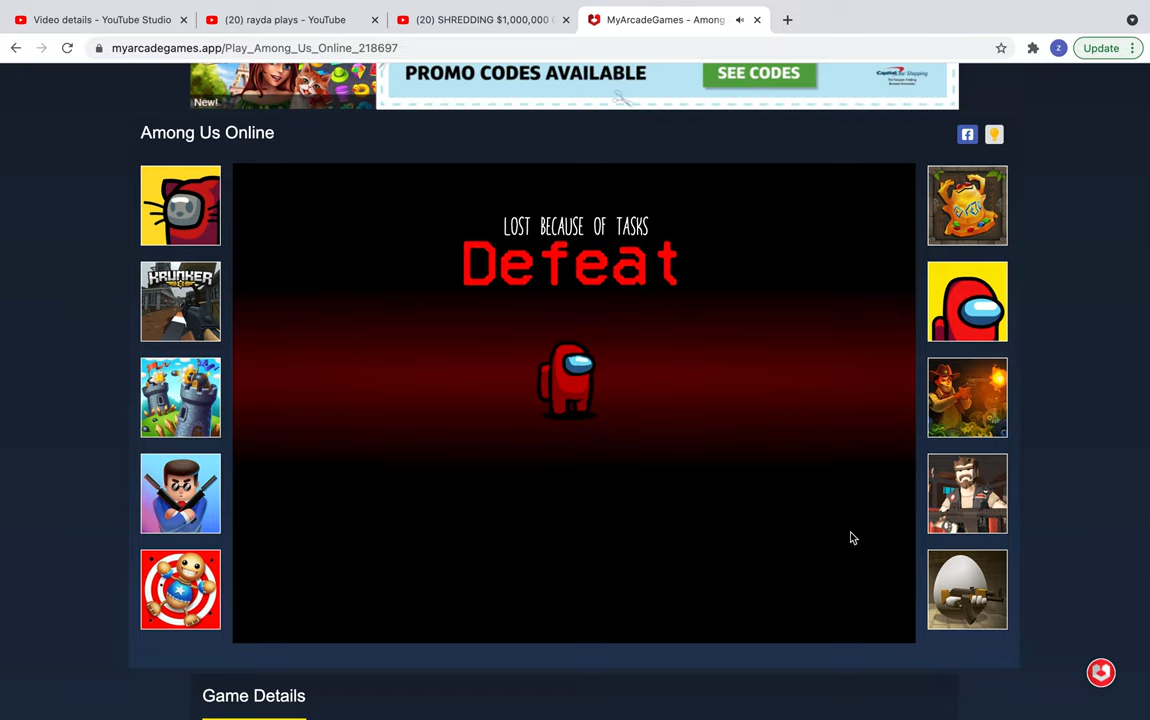 Video details - YouTube Studio
(20) rayda plays - YouTube
(20) SHREDDING $1,000,000
MyArcadeGames - Among
myarcadegames.app/Play_Among_Us_Online_218697
Z
Update
New!
PROMO CODES AVAILABLE
SEE CODES
Among Us Online
KRUNKER
LOST BECAUSE OF TASKS
Defeat
Game Details